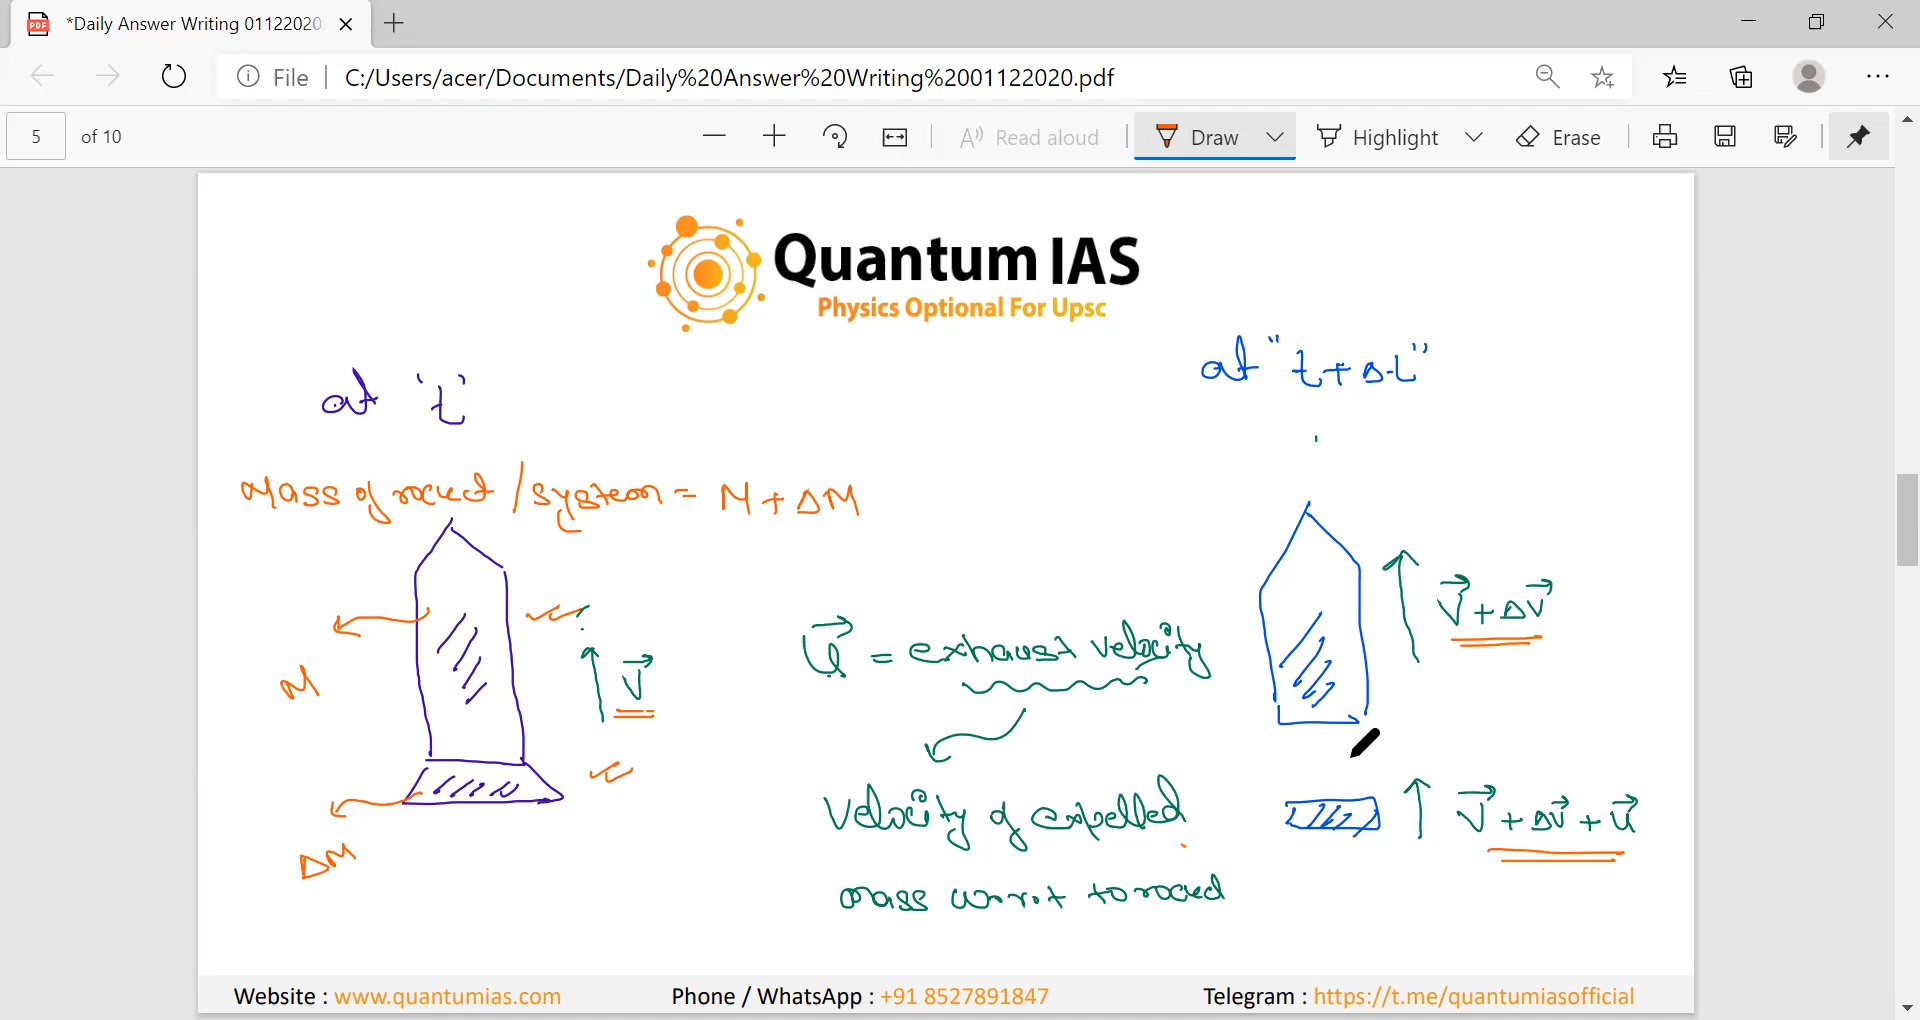 *Daily Answer Writing 01122020.
File
C:/Users/acer/Documents/Daily%20Answer%20Writing%2001122020.pdf
5 of 10
Read aloud
Draw
Highlight
Erase
Quantum IAS
Physics Optional For Upsc
at 't'
at "t+Δt"
Mass of rocket / system = M + ΔM
M
ΔM
V⃗
U⃗ = exhaust velocity
Velocity of expelled
mass w.r.t to rocket
V⃗ + ΔV⃗
V⃗ + ΔV⃗ + U⃗
Website : www.quantumias.com
Phone / WhatsApp : +91 8527891847
Telegram : https://t.me/quantumiasofficial